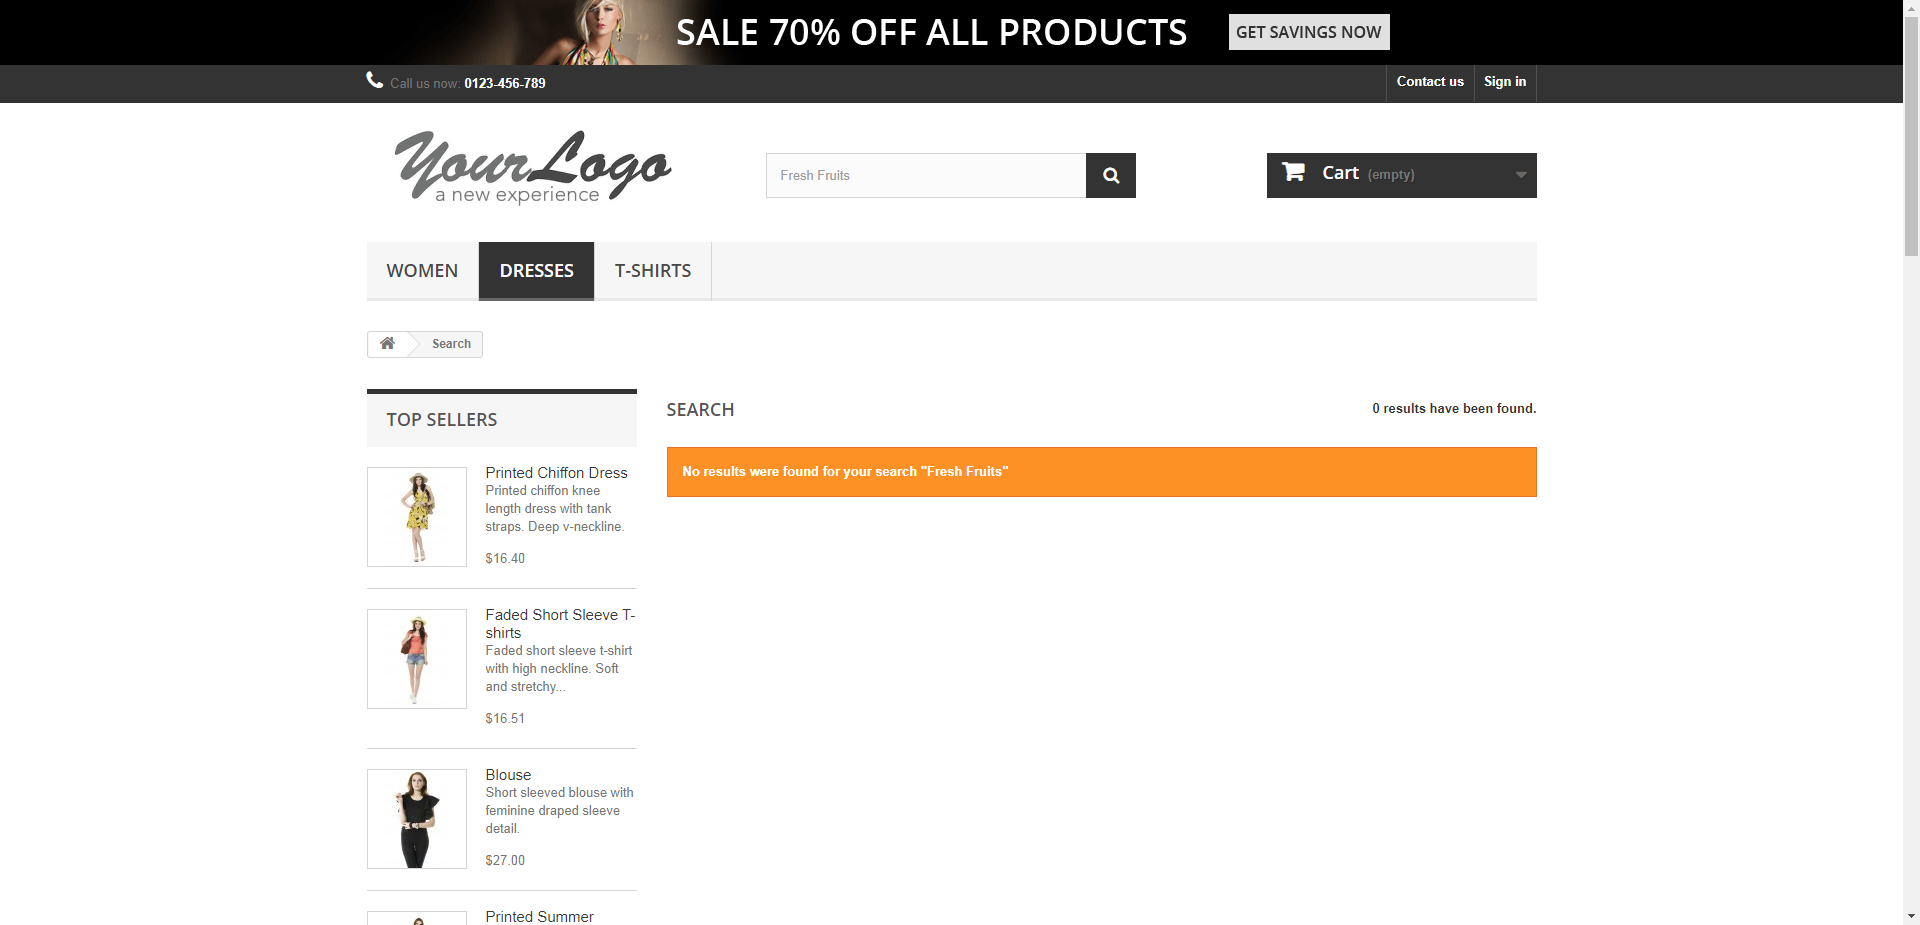 SALE 70% OFF ALL PRODUCTS
GET SAVINGS NOW
Call us now: 0123-456-789
Contact us
Sign in
YourLogo
a new experience
Fresh Fruits
Cart (empty)
WOMEN
DRESSES
T-SHIRTS
Search
TOP SELLERS
Printed Chiffon Dress
Printed chiffon knee
length dress with tank
straps. Deep v-neckline.
$16.40
Faded Short Sleeve T-
shirts
Faded short sleeve t-shirt
with high neckline. Soft
and stretchy...
$16.51
Blouse
Short sleeved blouse with
feminine draped sleeve
detail.
$27.00
Printed Summer
SEARCH
0 results have been found.
No results were found for your search "Fresh Fruits"